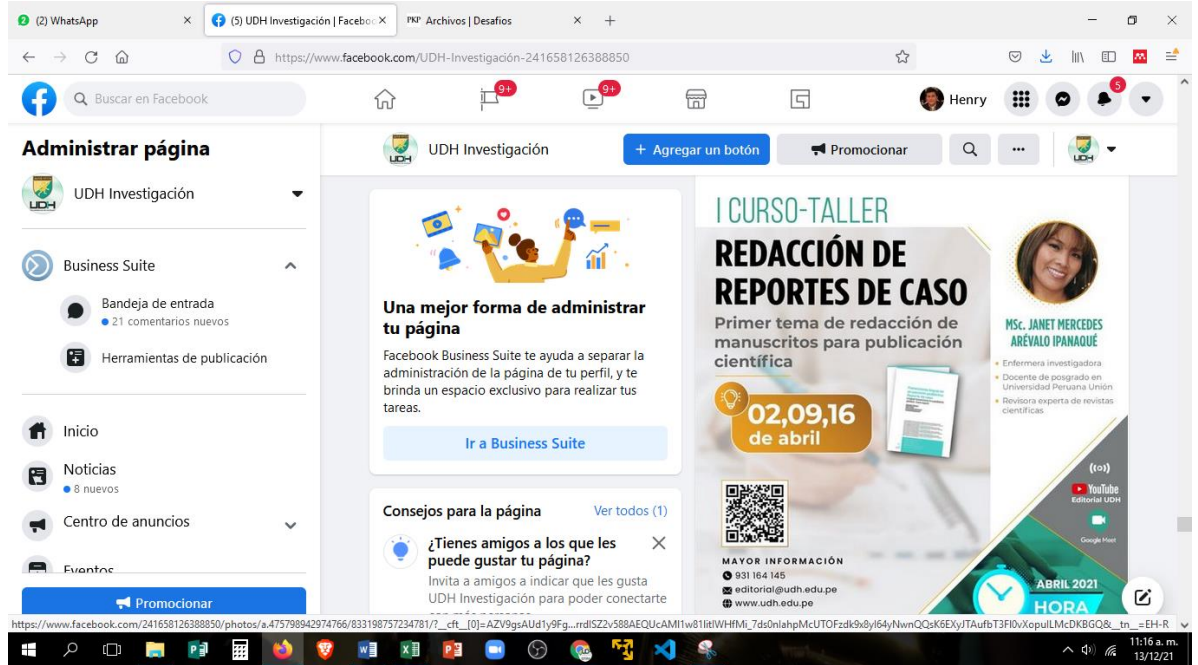 (2) WhatsApp
(5) UDH Investigación | Faceboo
PKP Archivos | Desafios
https://www.facebook.com/UDH-Investigación-241658126388850
Buscar en Facebook
9+
9+
Henry
5
Administrar página
UDH Investigación
Business Suite
Bandeja de entrada
21 comentarios nuevos
Herramientas de publicación
Inicio
Noticias
8 nuevos
Centro de anuncios
Eventos
Promocionar
UDH Investigación
+ Agregar un botón
Promocionar
Una mejor forma de administrar
tu página
Facebook Business Suite te ayuda a separar la
administración de la página de tu perfil, y te
brinda un espacio exclusivo para realizar tus
tareas.
Ir a Business Suite
Consejos para la página
Ver todos (1)
¿Tienes amigos a los que les
puede gustar tu página?
Invita a amigos a indicar que les gusta
UDH Investigación para poder conectarte
con más personas
I CURSO-TALLER
REDACCIÓN DE
REPORTES DE CASO
Primer tema de redacción de
manuscritos para publicación
científica
02,09,16
de abril
MSc. JANET MERCEDES
ARÉVALO IPANAQUÉ
Enfermera investigadora
Docente de posgrado en
Universidad Peruana Unión
Revisora experta de revistas
científicas
YouTube
Editorial UDH
Google Meet
MAYOR INFORMACIÓN
931 164 145
editorial@udh.edu.pe
www.udh.edu.pe
ABRIL 2021
HORA
11:16 a.m.
13/12/21